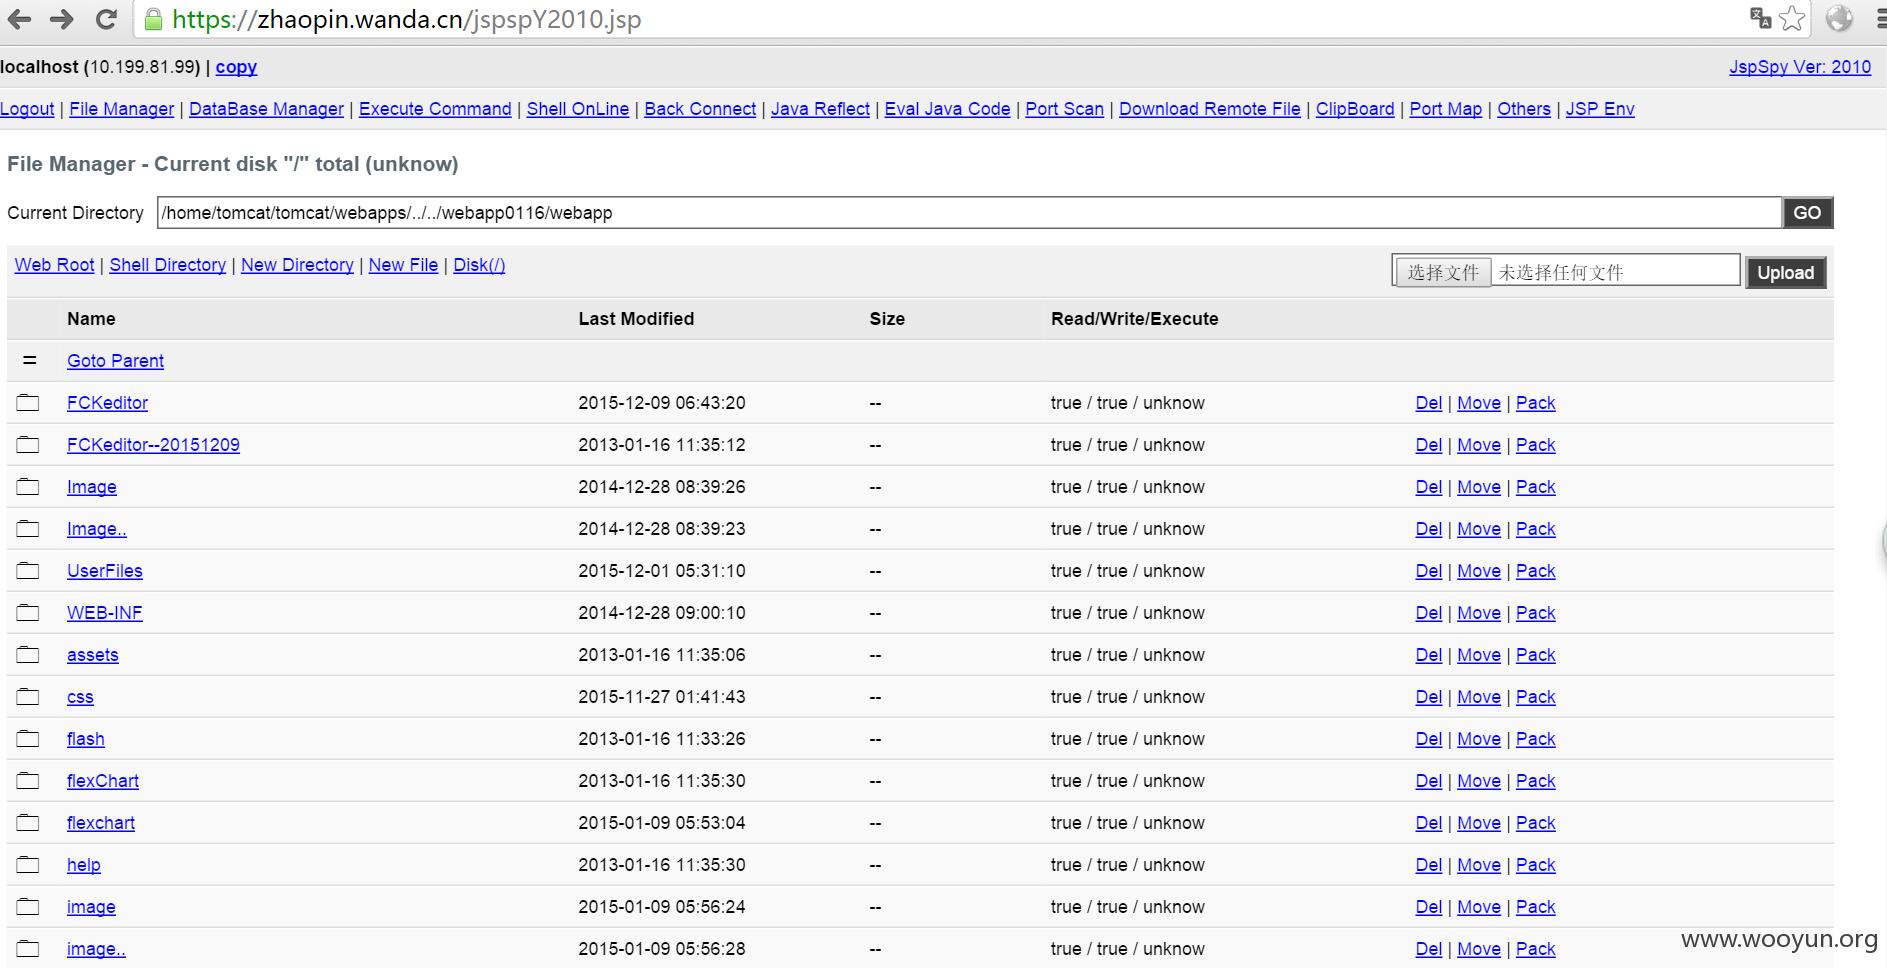 https://zhaopin.wanda.cn/jspspY2010.jsp
localhost (10.199.81.99) | copy
JspSpy Ver: 2010
Logout | File Manager | DataBase Manager | Execute Command | Shell OnLine | Back Connect | Java Reflect | Eval Java Code | Port Scan | Download Remote File | ClipBoard | Port Map | Others | JSP Env
File Manager - Current disk "/" total (unknow)
Current Directory /home/tomcat/tomcat/webapps/../../webapp0116/webapp GO
Web Root | Shell Directory | New Directory | New File | Disk(/) 选择文件 未选择任何文件 Upload
Name Last Modified Size Read/Write/Execute
= Goto Parent
FCKeditor 2015-12-09 06:43:20 -- true / true / unknow Del | Move | Pack
FCKeditor--20151209 2013-01-16 11:35:12 -- true / true / unknow Del | Move | Pack
Image 2014-12-28 08:39:26 -- true / true / unknow Del | Move | Pack
Image.. 2014-12-28 08:39:23 -- true / true / unknow Del | Move | Pack
UserFiles 2015-12-01 05:31:10 -- true / true / unknow Del | Move | Pack
WEB-INF 2014-12-28 09:00:10 -- true / true / unknow Del | Move | Pack
assets 2013-01-16 11:35:06 -- true / true / unknow Del | Move | Pack
css 2015-11-27 01:41:43 -- true / true / unknow Del | Move | Pack
flash 2013-01-16 11:33:26 -- true / true / unknow Del | Move | Pack
flexChart 2013-01-16 11:35:30 -- true / true / unknow Del | Move | Pack
flexchart 2015-01-09 05:53:04 -- true / true / unknow Del | Move | Pack
help 2013-01-16 11:35:30 -- true / true / unknow Del | Move | Pack
image 2015-01-09 05:56:24 -- true / true / unknow Del | Move | Pack
image.. 2015-01-09 05:56:28 -- true / true / unknow Del | Move | Pack
www.wooyun.org